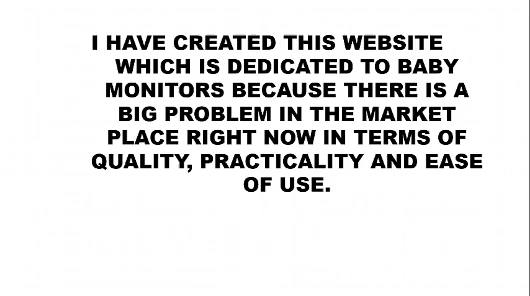 I HAVE CREATED THIS WEBSITE
WHICH IS DEDICATED TO BABY
MONITORS BECAUSE THERE IS A
BIG PROBLEM IN THE MARKET
PLACE RIGHT NOW IN TERMS OF
QUALITY, PRACTICALITY AND EASE
OF USE.